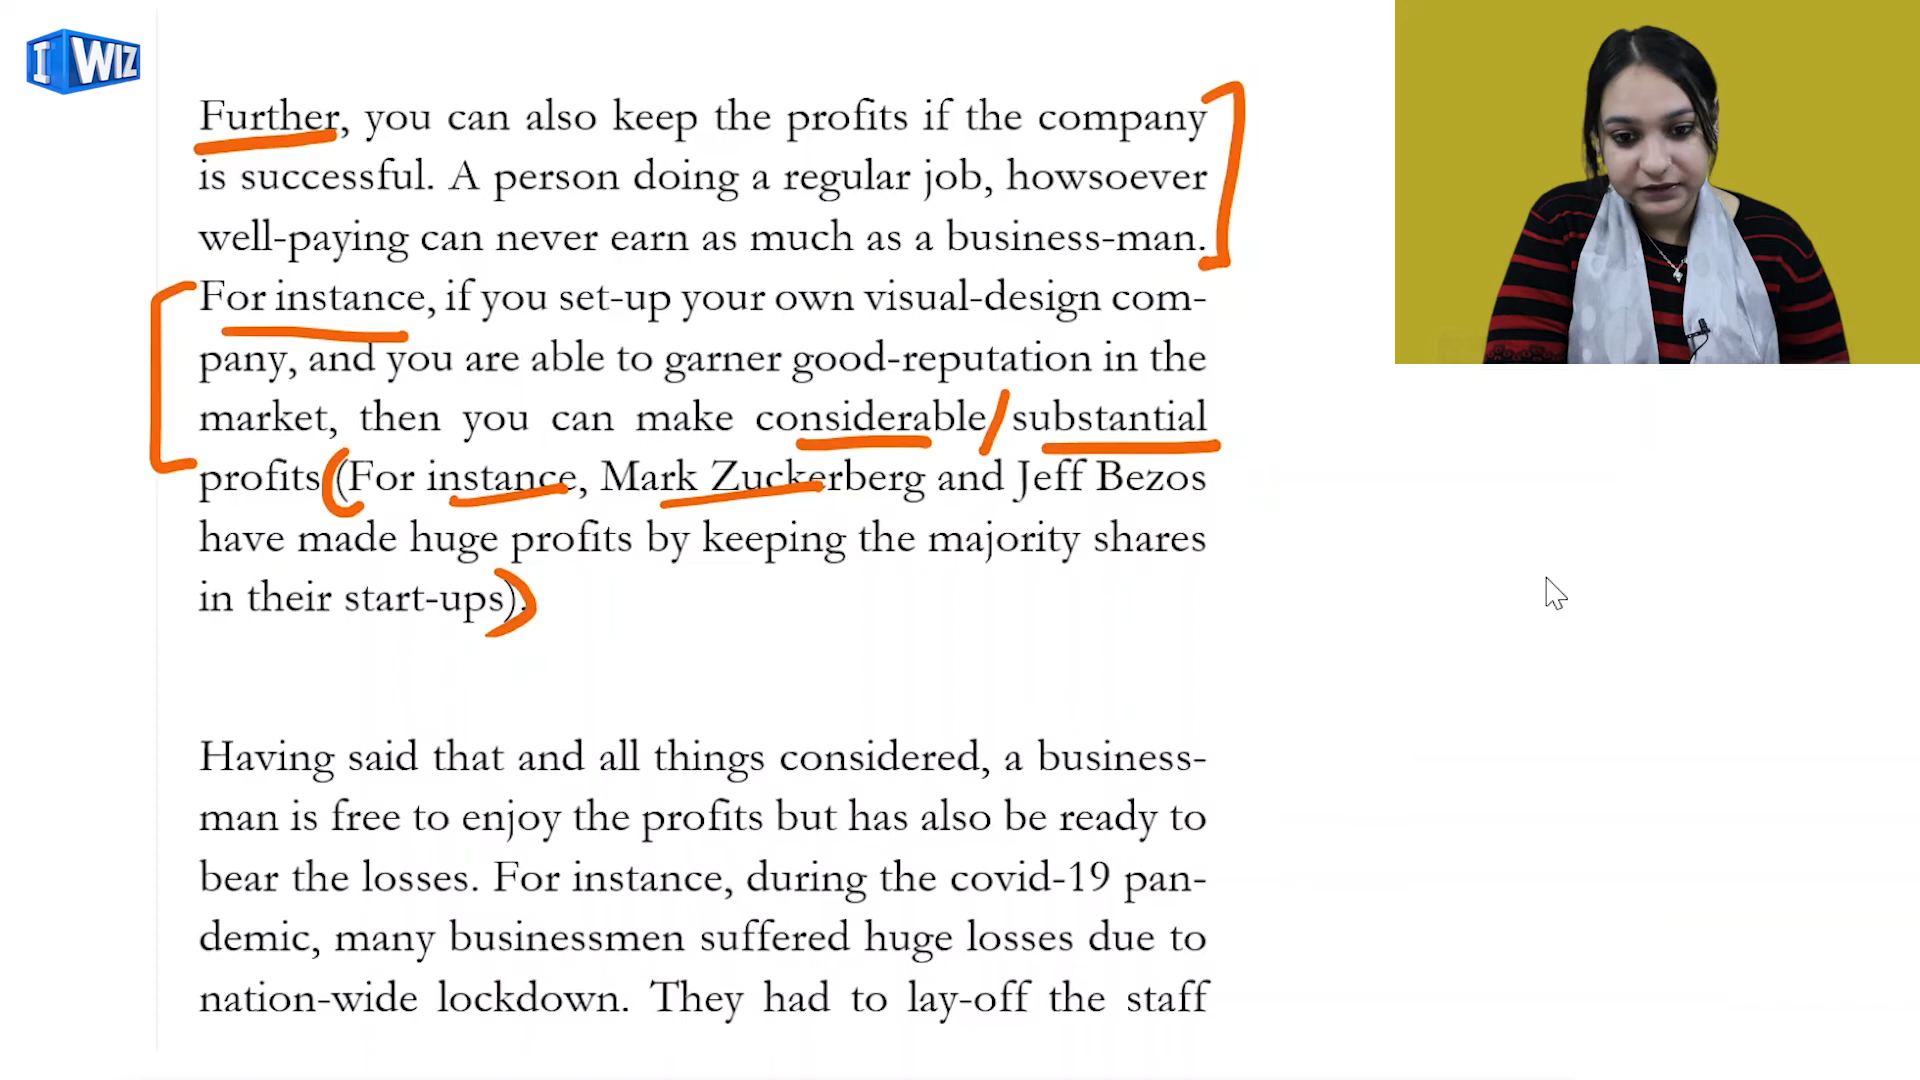 I WIZ
Further, you can also keep the profits if the company
is successful. A person doing a regular job, howsoever
well-paying can never earn as much as a business-man.
For instance, if you set-up your own visual-design com-
pany, and you are able to garner good-reputation in the
market, then you can make considerable/substantial
profits (For instance, Mark Zuckerberg and Jeff Bezos
have made huge profits by keeping the majority shares
in their start-ups).
Having said that and all things considered, a business-
man is free to enjoy the profits but has also be ready to
bear the losses. For instance, during the covid-19 pan-
demic, many businessmen suffered huge losses due to
nation-wide lockdown. They had to lay-off the staff